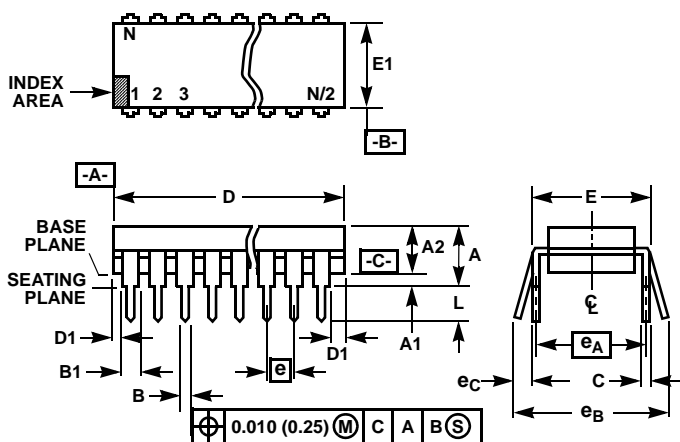 N
INDEX
AREA
1 2 3 N/2
E1
-B-
-A-
D
E
BASE
PLANE
SEATING
PLANE
A2
A
-C-
L
A1
D1
D1
B1
B
e
⌖ 0.010 (0.25) Ⓜ C A B Ⓢ
℄
eA
eC
C
eB